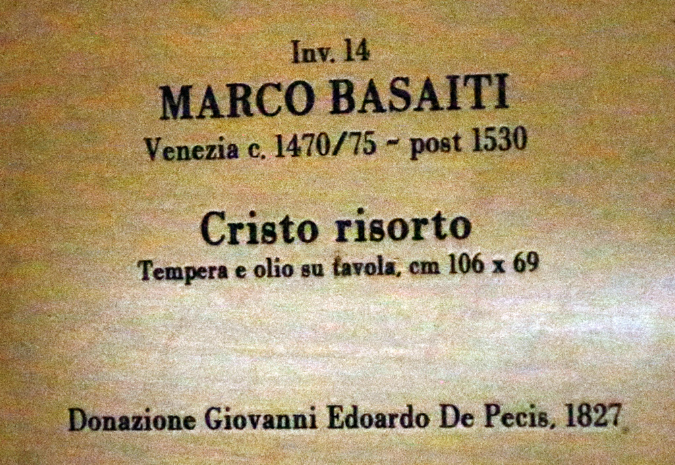 Inv. 14
MARCO BASAITI
Venezia c. 1470/75 ~ post 1530
Cristo risorto
Tempera e olio su tavola, cm 106 x 69
Donazione Giovanni Edoardo De Pecis, 1827